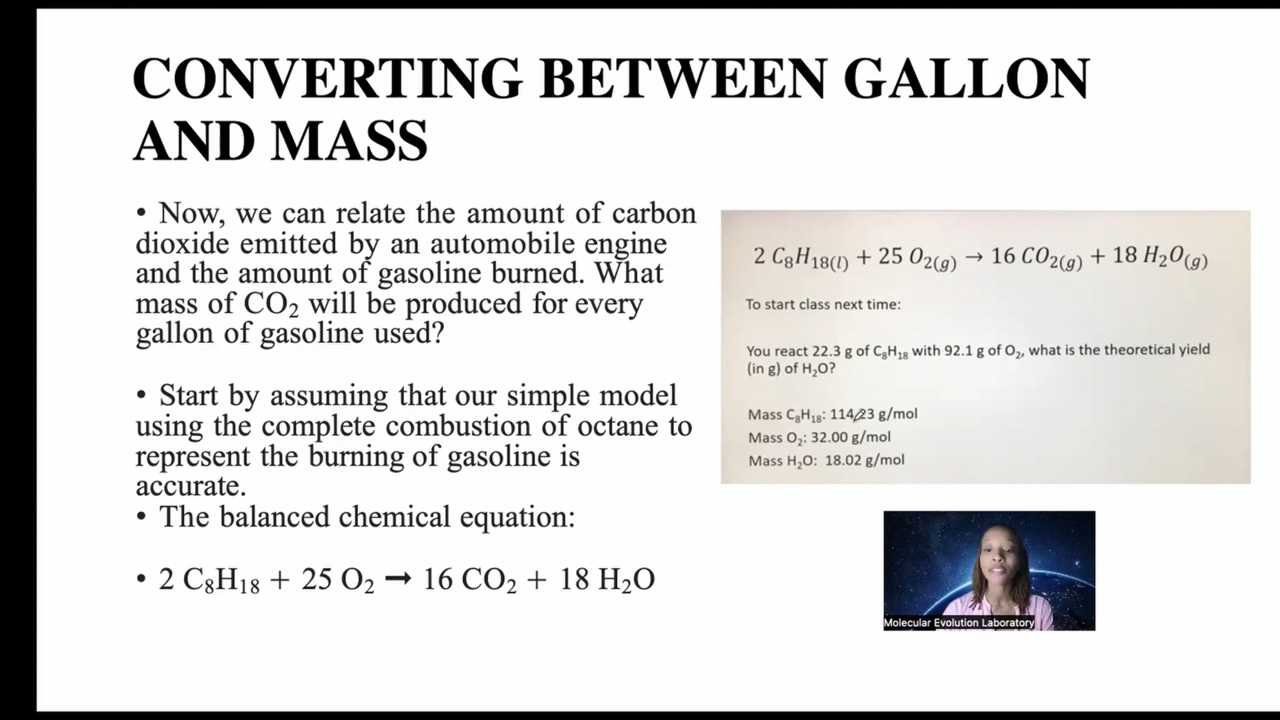 CONVERTING BETWEEN GALLON
AND MASS
• Now, we can relate the amount of carbon
dioxide emitted by an automobile engine
and the amount of gasoline burned. What
mass of CO₂ will be produced for every
gallon of gasoline used?
• Start by assuming that our simple model
using the complete combustion of octane to
represent the burning of gasoline is
accurate.
• The balanced chemical equation:
• 2 C₈H₁₈ + 25 O₂ ➞ 16 CO₂ + 18 H₂O
2 C₈H₁₈(l) + 25 O₂(g) → 16 CO₂(g) + 18 H₂O(g)
To start class next time:
You react 22.3 g of C₈H₁₈ with 92.1 g of O₂, what is the theoretical yield
(in g) of H₂O?
Mass C₈H₁₈: 114.23 g/mol
Mass O₂: 32.00 g/mol
Mass H₂O: 18.02 g/mol
Molecular Evolution Laboratory